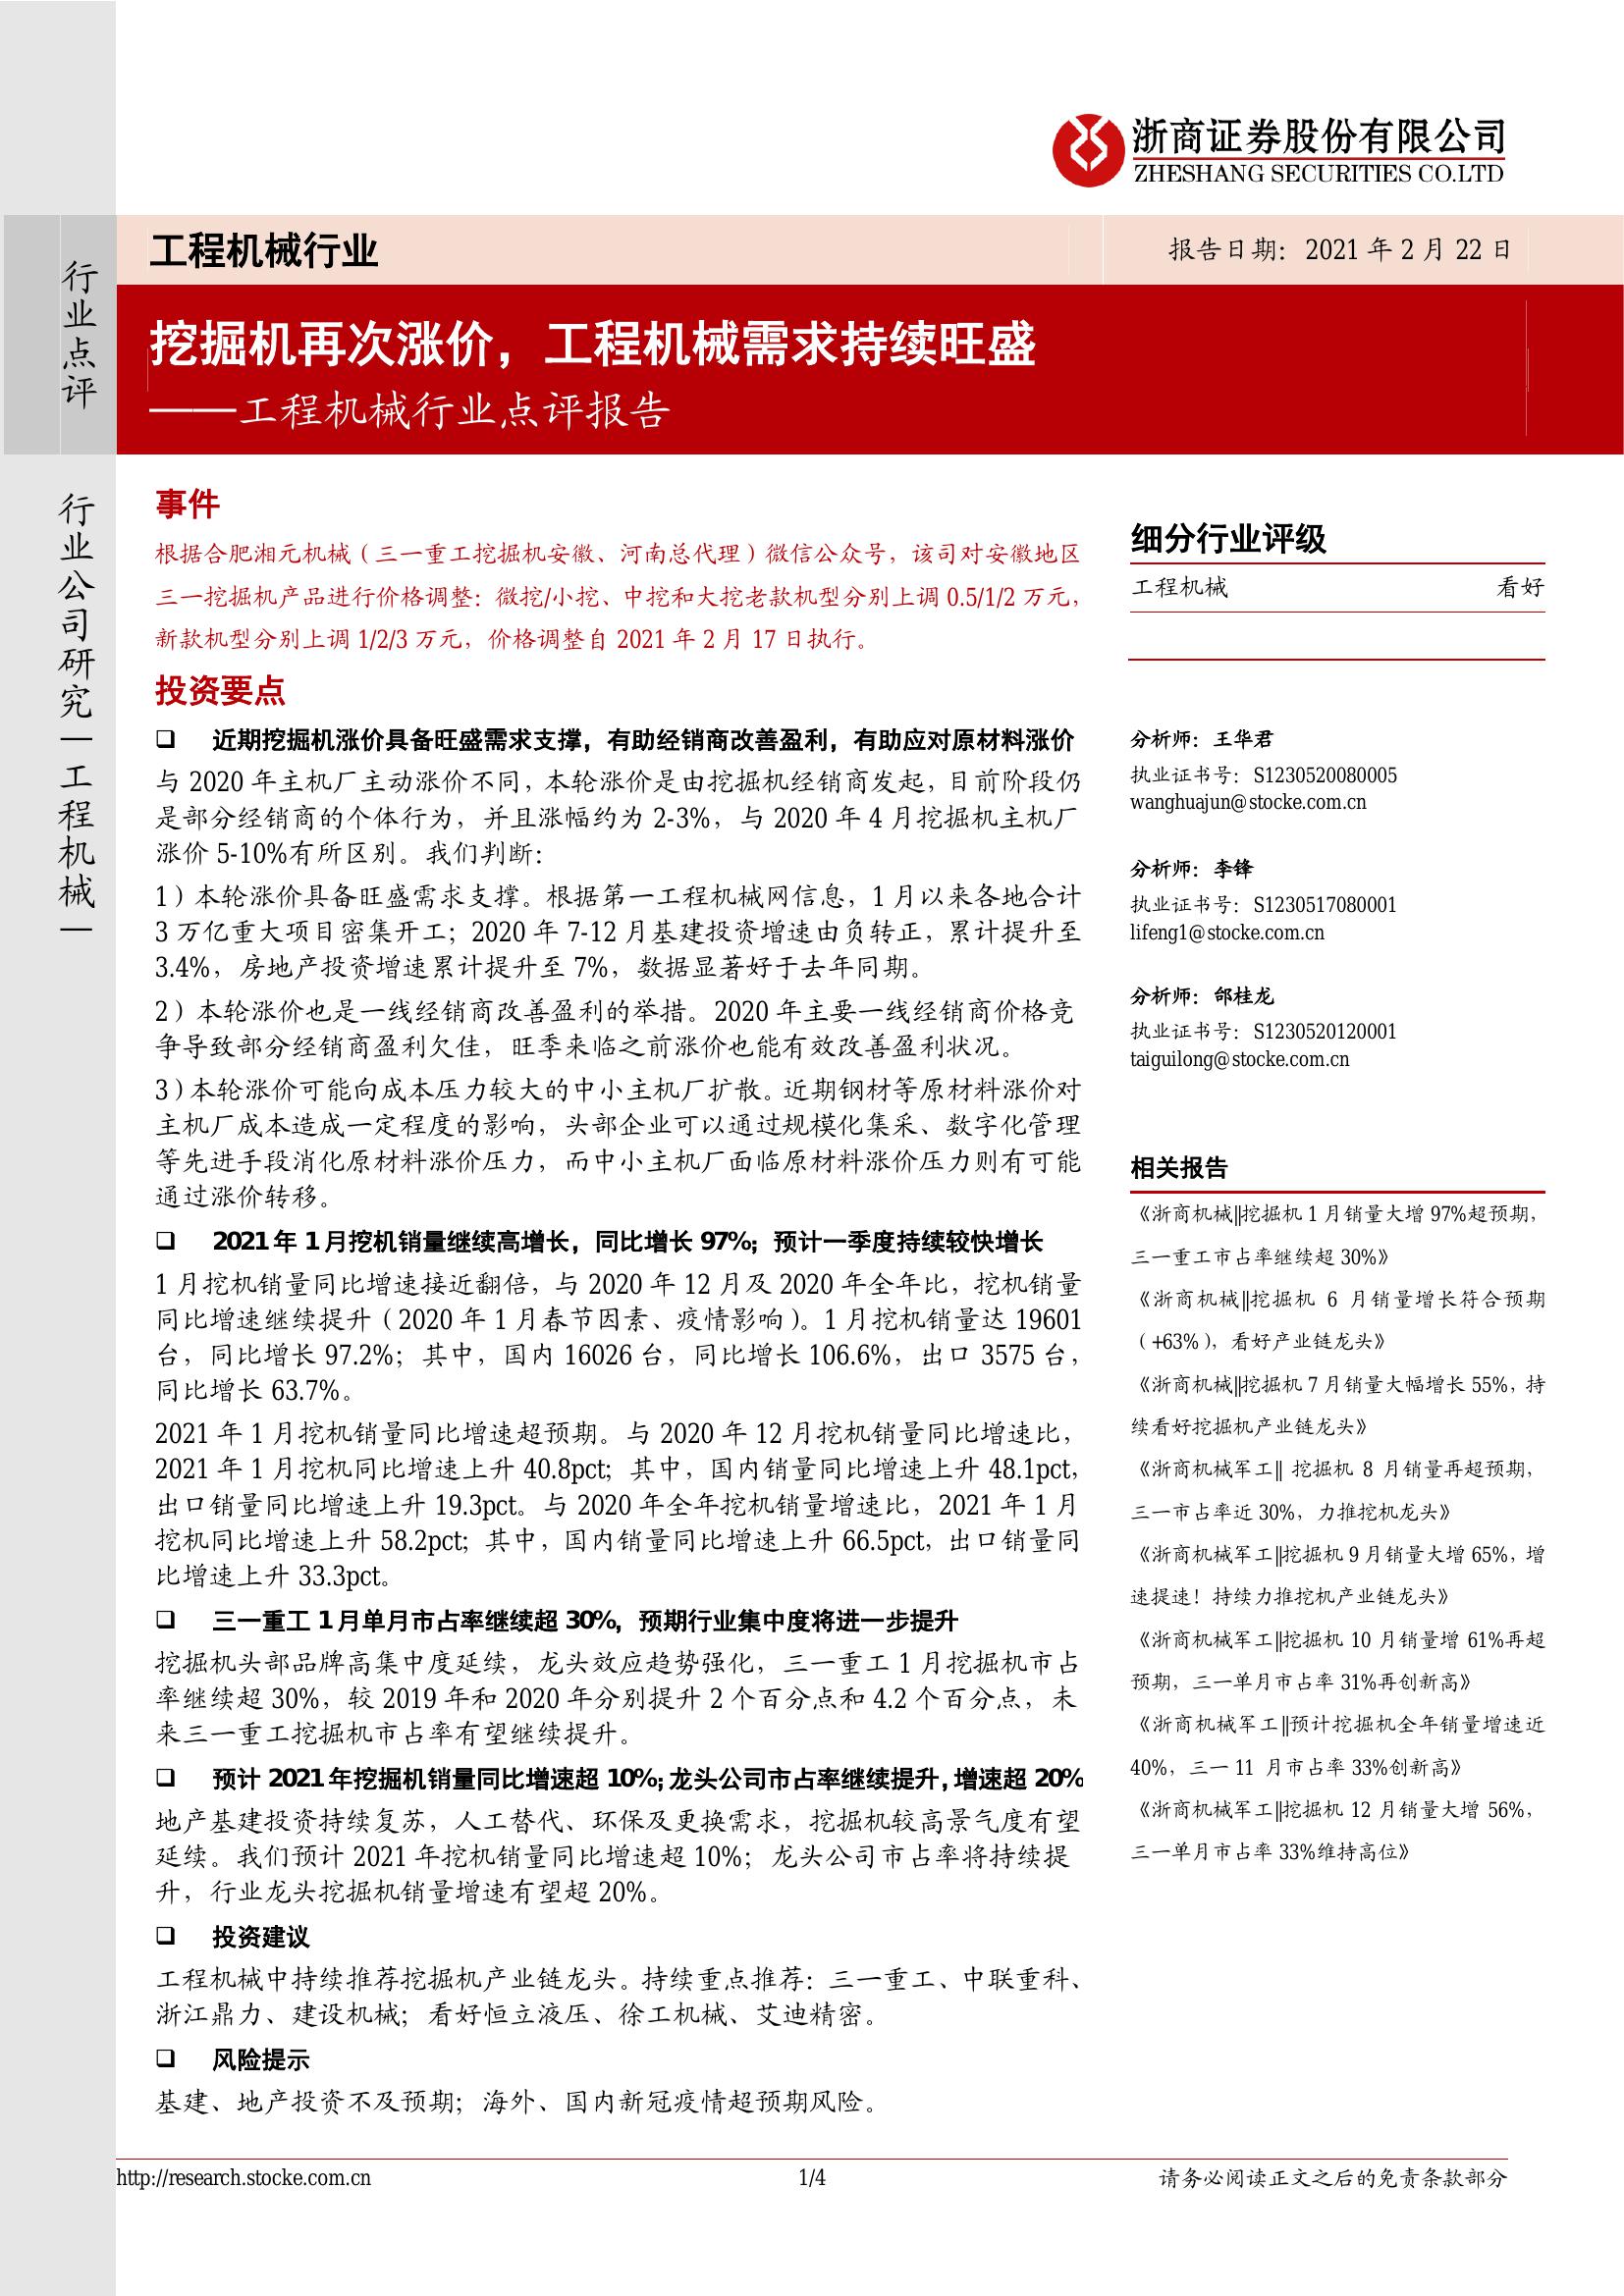 浙商证券股份有限公司
ZHESHANG SECURITIES CO.LTD
行业点评
行业公司研究｜工程机械｜
工程机械行业
报告日期：2021 年 2 月 22 日
挖掘机再次涨价，工程机械需求持续旺盛
——工程机械行业点评报告
事件
根据合肥湘元机械（三一重工挖掘机安徽、河南总代理）微信公众号，该司对安徽地区
三一挖掘机产品进行价格调整：微挖/小挖、中挖和大挖老款机型分别上调 0.5/1/2 万元，
新款机型分别上调 1/2/3 万元，价格调整自 2021 年 2 月 17 日执行。
投资要点
❑ 近期挖掘机涨价具备旺盛需求支撑，有助经销商改善盈利，有助应对原材料涨价
与 2020 年主机厂主动涨价不同，本轮涨价是由挖掘机经销商发起，目前阶段仍
是部分经销商的个体行为，并且涨幅约为 2-3%，与 2020 年 4 月挖掘机主机厂
涨价 5-10%有所区别。我们判断：
1）本轮涨价具备旺盛需求支撑。根据第一工程机械网信息，1 月以来各地合计
3 万亿重大项目密集开工；2020 年 7-12 月基建投资增速由负转正，累计提升至
3.4%，房地产投资增速累计提升至 7%，数据显著好于去年同期。
2）本轮涨价也是一线经销商改善盈利的举措。2020 年主要一线经销商价格竞
争导致部分经销商盈利欠佳，旺季来临之前涨价也能有效改善盈利状况。
3）本轮涨价可能向成本压力较大的中小主机厂扩散。近期钢材等原材料涨价对
主机厂成本造成一定程度的影响，头部企业可以通过规模化集采、数字化管理
等先进手段消化原材料涨价压力，而中小主机厂面临原材料涨价压力则有可能
通过涨价转移。
❑ 2021 年 1 月挖机销量继续高增长，同比增长 97%；预计一季度持续较快增长
1 月挖机销量同比增速接近翻倍，与 2020 年 12 月及 2020 年全年比，挖机销量
同比增速继续提升（2020 年 1 月春节因素、疫情影响）。1 月挖机销量达 19601
台，同比增长 97.2%；其中，国内 16026 台，同比增长 106.6%，出口 3575 台，
同比增长 63.7%。
2021 年 1 月挖机销量同比增速超预期。与 2020 年 12 月挖机销量同比增速比，
2021 年 1 月挖机同比增速上升 40.8pct；其中，国内销量同比增速上升 48.1pct，
出口销量同比增速上升 19.3pct。与 2020 年全年挖机销量增速比，2021 年 1 月
挖机同比增速上升 58.2pct；其中，国内销量同比增速上升 66.5pct，出口销量同
比增速上升 33.3pct。
❑ 三一重工 1 月单月市占率继续超 30%，预期行业集中度将进一步提升
挖掘机头部品牌高集中度延续，龙头效应趋势强化，三一重工 1 月挖掘机市占
率继续超 30%，较 2019 年和 2020 年分别提升 2 个百分点和 4.2 个百分点，未
来三一重工挖掘机市占率有望继续提升。
❑ 预计 2021 年挖掘机销量同比增速超 10%；龙头公司市占率继续提升，增速超 20%
地产基建投资持续复苏，人工替代、环保及更换需求，挖掘机较高景气度有望
延续。我们预计 2021 年挖机销量同比增速超 10%；龙头公司市占率将持续提
升，行业龙头挖掘机销量增速有望超 20%。
❑ 投资建议
工程机械中持续推荐挖掘机产业链龙头。持续重点推荐：三一重工、中联重科、
浙江鼎力、建设机械；看好恒立液压、徐工机械、艾迪精密。
❑ 风险提示
基建、地产投资不及预期；海外、国内新冠疫情超预期风险。
细分行业评级
工程机械 看好
分析师：王华君
执业证书号：S1230520080005
wanghuajun@stocke.com.cn
分析师：李锋
执业证书号：S1230517080001
lifeng1@stocke.com.cn
分析师：邰桂龙
执业证书号：S1230520120001
taiguilong@stocke.com.cn
相关报告
《浙商机械‖挖掘机 1 月销量大增 97%超预期，
三一重工市占率继续超 30%》
《浙商机械‖挖掘机 6 月销量增长符合预期
（+63%），看好产业链龙头》
《浙商机械‖挖掘机 7 月销量大幅增长 55%，持
续看好挖掘机产业链龙头》
《浙商机械军工‖ 挖掘机 8 月销量再超预期，
三一市占率近 30%，力推挖机龙头》
《浙商机械军工‖挖掘机 9 月销量大增 65%，增
速提速！持续力推挖机产业链龙头》
《浙商机械军工‖挖掘机 10 月销量增 61%再超
预期，三一单月市占率 31%再创新高》
《浙商机械军工‖预计挖掘机全年销量增速近
40%，三一 11 月市占率 33%创新高》
《浙商机械军工‖挖掘机 12 月销量大增 56%，
三一单月市占率 33%维持高位》
http://research.stocke.com.cn
1/4
请务必阅读正文之后的免责条款部分